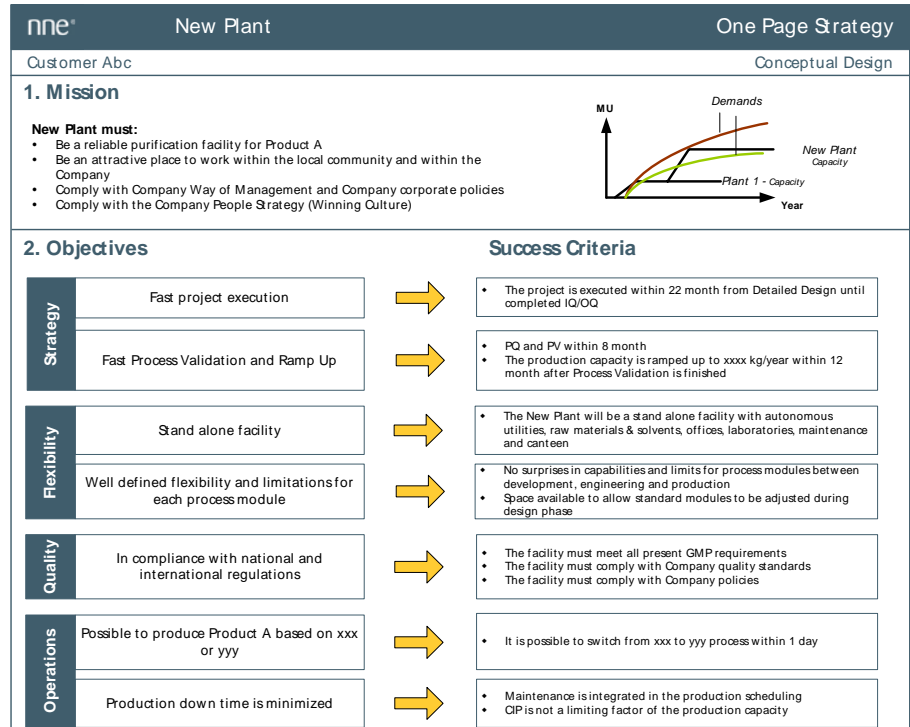 nne®
New Plant
One Page Strategy
Customer Abc
Conceptual Design
1. Mission
New Plant must:
• Be a reliable purification facility for Product A
• Be an attractive place to work within the local community and within the
Company
• Comply with Company Way of Management and Company corporate policies
• Comply with the Company People Strategy (Winning Culture)
MU
Demands
New Plant
Capacity
Plant 1 - Capacity
Year
2. Objectives
Success Criteria
Strategy
Fast project execution
• The project is executed within 22 month from Detailed Design until
completed IQ/OQ
Fast Process Validation and Ramp Up
• PQ and PV within 8 month
• The production capacity is ramped up to xxxx kg/year within 12
month after Process Validation is finished
Flexibility
Stand alone facility
• The New Plant will be a stand alone facility with autonomous
utilities, raw materials & solvents, offices, laboratories, maintenance
and canteen
Well defined flexibility and limitations for
each process module
• No surprises in capabilities and limits for process modules between
development, engineering and production
• Space available to allow standard modules to be adjusted during
design phase
Quality
In compliance with national and
international regulations
• The facility must meet all present GMP requirements
• The facility must comply with Company quality standards
• The facility must comply with Company policies
Operations
Possible to produce Product A based on xxx
or yyy
• It is possible to switch from xxx to yyy process within 1 day
Production down time is minimized
• Maintenance is integrated in the production scheduling
• CIP is not a limiting factor of the production capacity